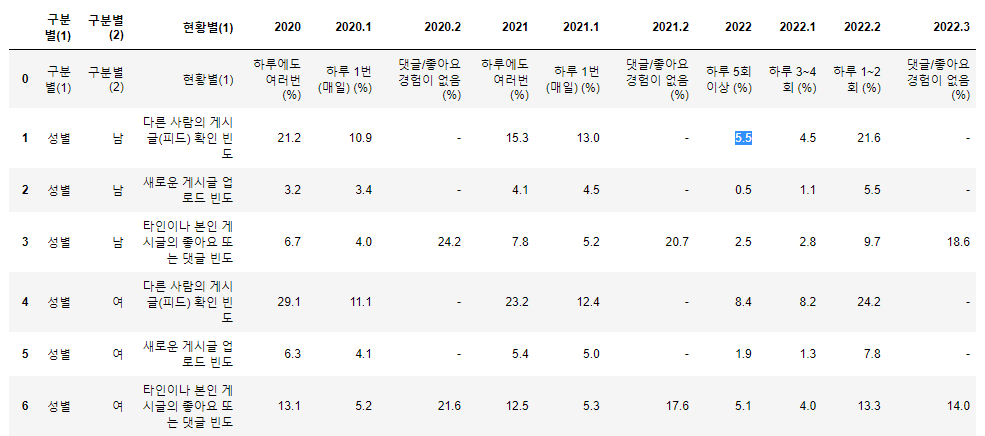 구분별(1) 구분별(2) 현황별(1) 2020 2020.1 2020.2 2021 2021.1 2021.2 2022 2022.1 2022.2 2022.3
0 구분별(1) 구분별(2) 현황별(1) 하루에도 여러번 (%) 하루 1번 (매일) (%) 댓글/좋아요 경험이 없음 (%) 하루에도 여러번 (%) 하루 1번 (매일) (%) 댓글/좋아요 경험이 없음 (%) 하루 5회 이상 (%) 하루 3~4회 (%) 하루 1~2회 (%) 댓글/좋아요 경험이 없음 (%)
1 성별 남 다른 사람의 게시글(피드) 확인 빈도 21.2 10.9 - 15.3 13.0 - 5.5 4.5 21.6 -
2 성별 남 새로운 게시글 업로드 빈도 3.2 3.4 - 4.1 4.5 - 0.5 1.1 5.5 -
3 성별 남 타인이나 본인 게시글의 좋아요 또는 댓글 빈도 6.7 4.0 24.2 7.8 5.2 20.7 2.5 2.8 9.7 18.6
4 성별 여 다른 사람의 게시글(피드) 확인 빈도 29.1 11.1 - 23.2 12.4 - 8.4 8.2 24.2 -
5 성별 여 새로운 게시글 업로드 빈도 6.3 4.1 - 5.4 5.0 - 1.9 1.3 7.8 -
6 성별 여 타인이나 본인 게시글의 좋아요 또는 댓글 빈도 13.1 5.2 21.6 12.5 5.3 17.6 5.1 4.0 13.3 14.0